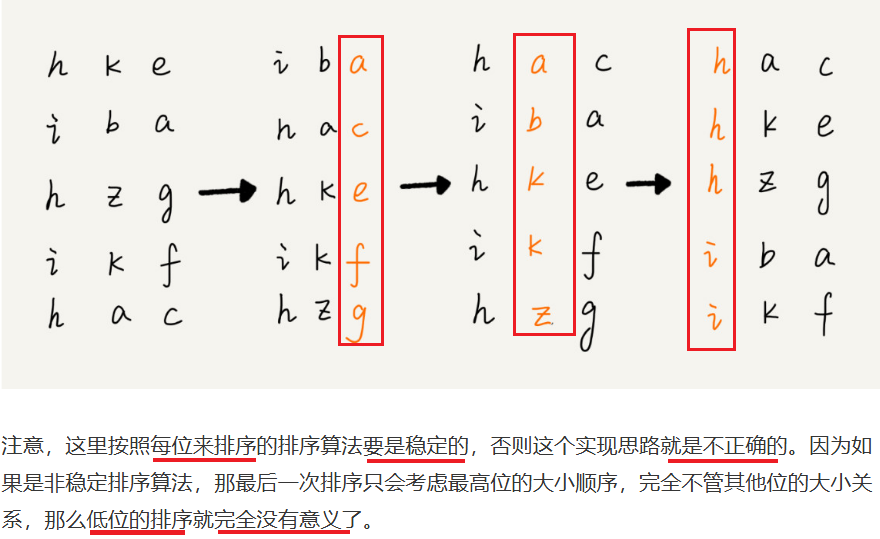 h k e i b a h a c h a c
i b a h a c i b a h k e
h z g h k e h k e h z g
i k f i k f i k f i b a
h a c h z g h z g i k f
注意，这里按照每位来排序的排序算法要是稳定的，否则这个实现思路就是不正确的。因为如
果是非稳定排序算法，那最后一次排序只会考虑最高位的大小顺序，完全不管其他位的大小关
系，那么低位的排序就完全没有意义了。